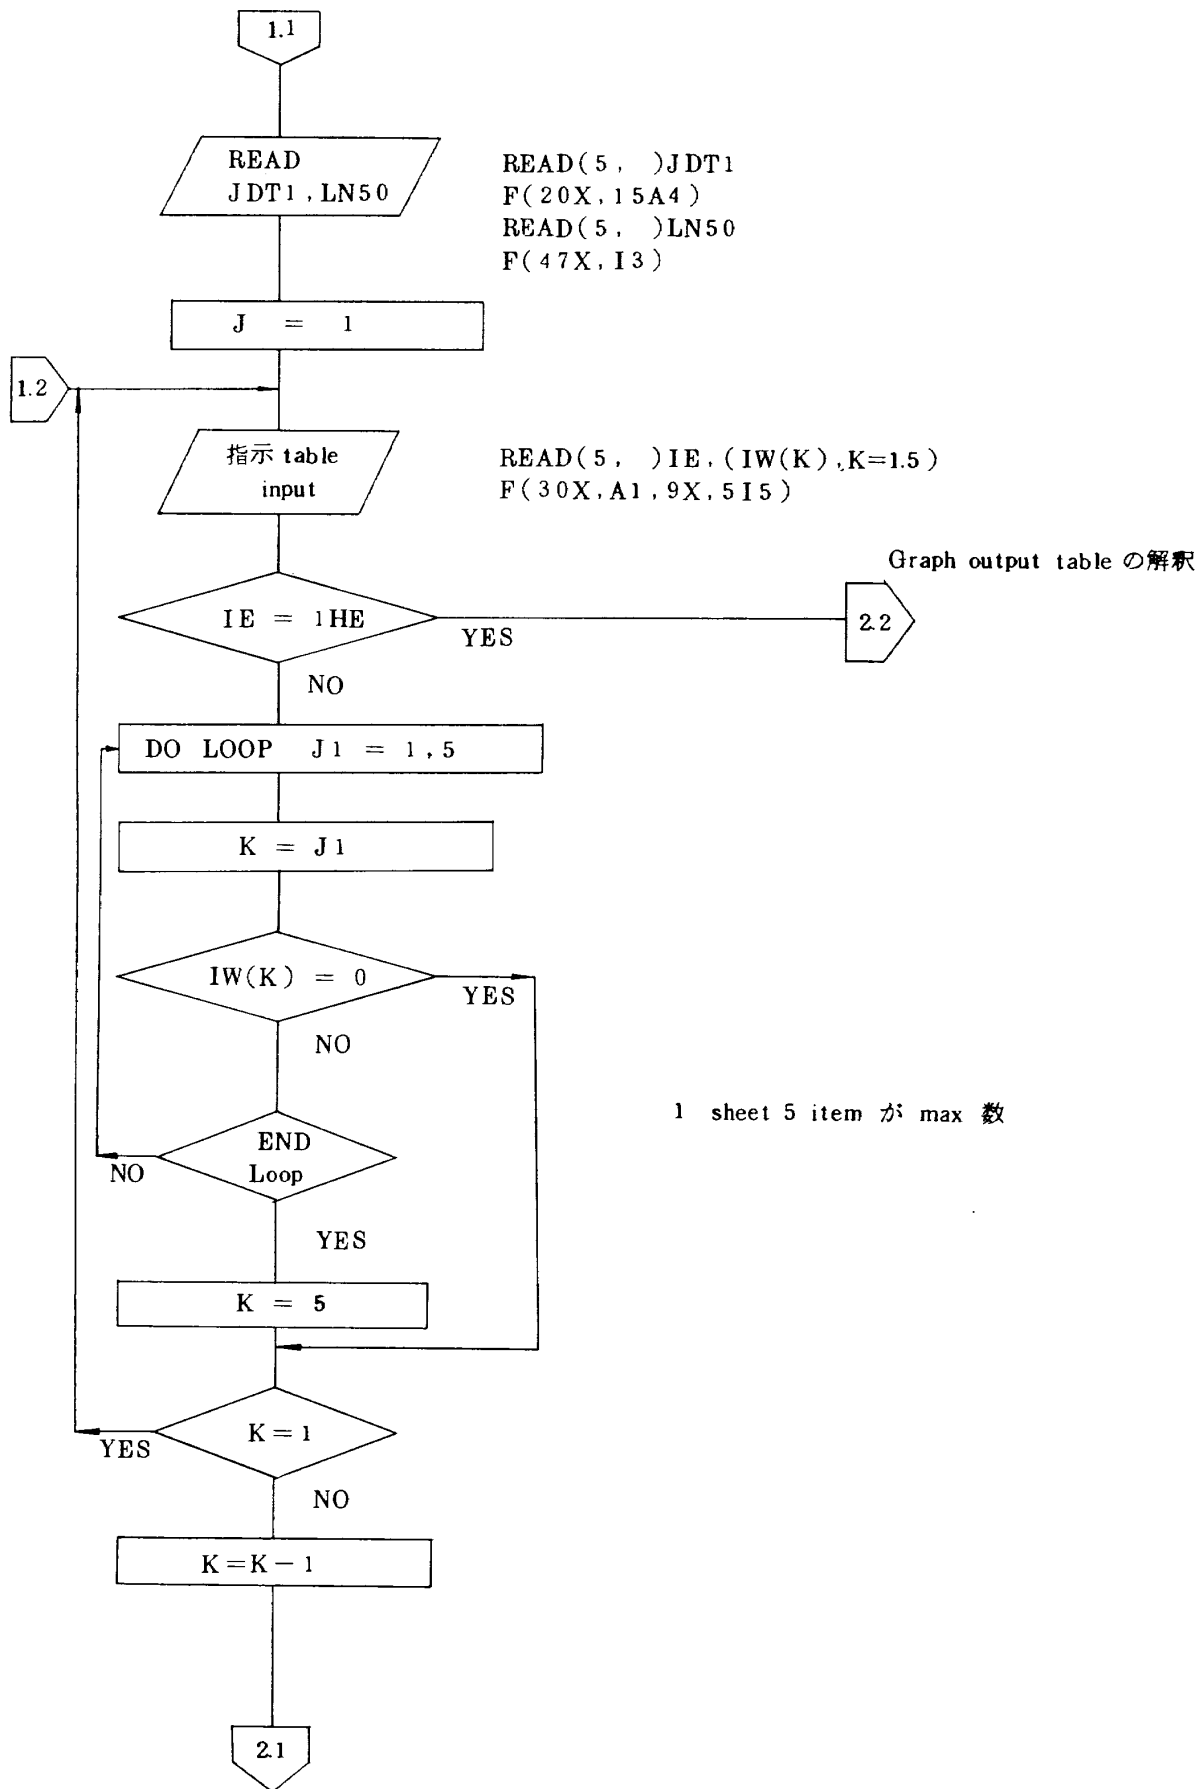 1.1
READ
JDT1, LN50
READ(5, )JDT1
F(20X, 15A4)
READ(5, )LN50
F(47X, I3)
J = 1
1.2
指示 table
input
READ(5, )IE, (IW(K), K=1.5)
F(30X, A1, 9X, 5I5)
Graph output table の解釈
IE = 1HE
YES
2.2
NO
DO LOOP J1 = 1, 5
K = J1
IW(K) = 0
YES
NO
1 sheet 5 item が max 数
END
Loop
NO
YES
K = 5
K=1
YES
NO
K=K-1
2.1